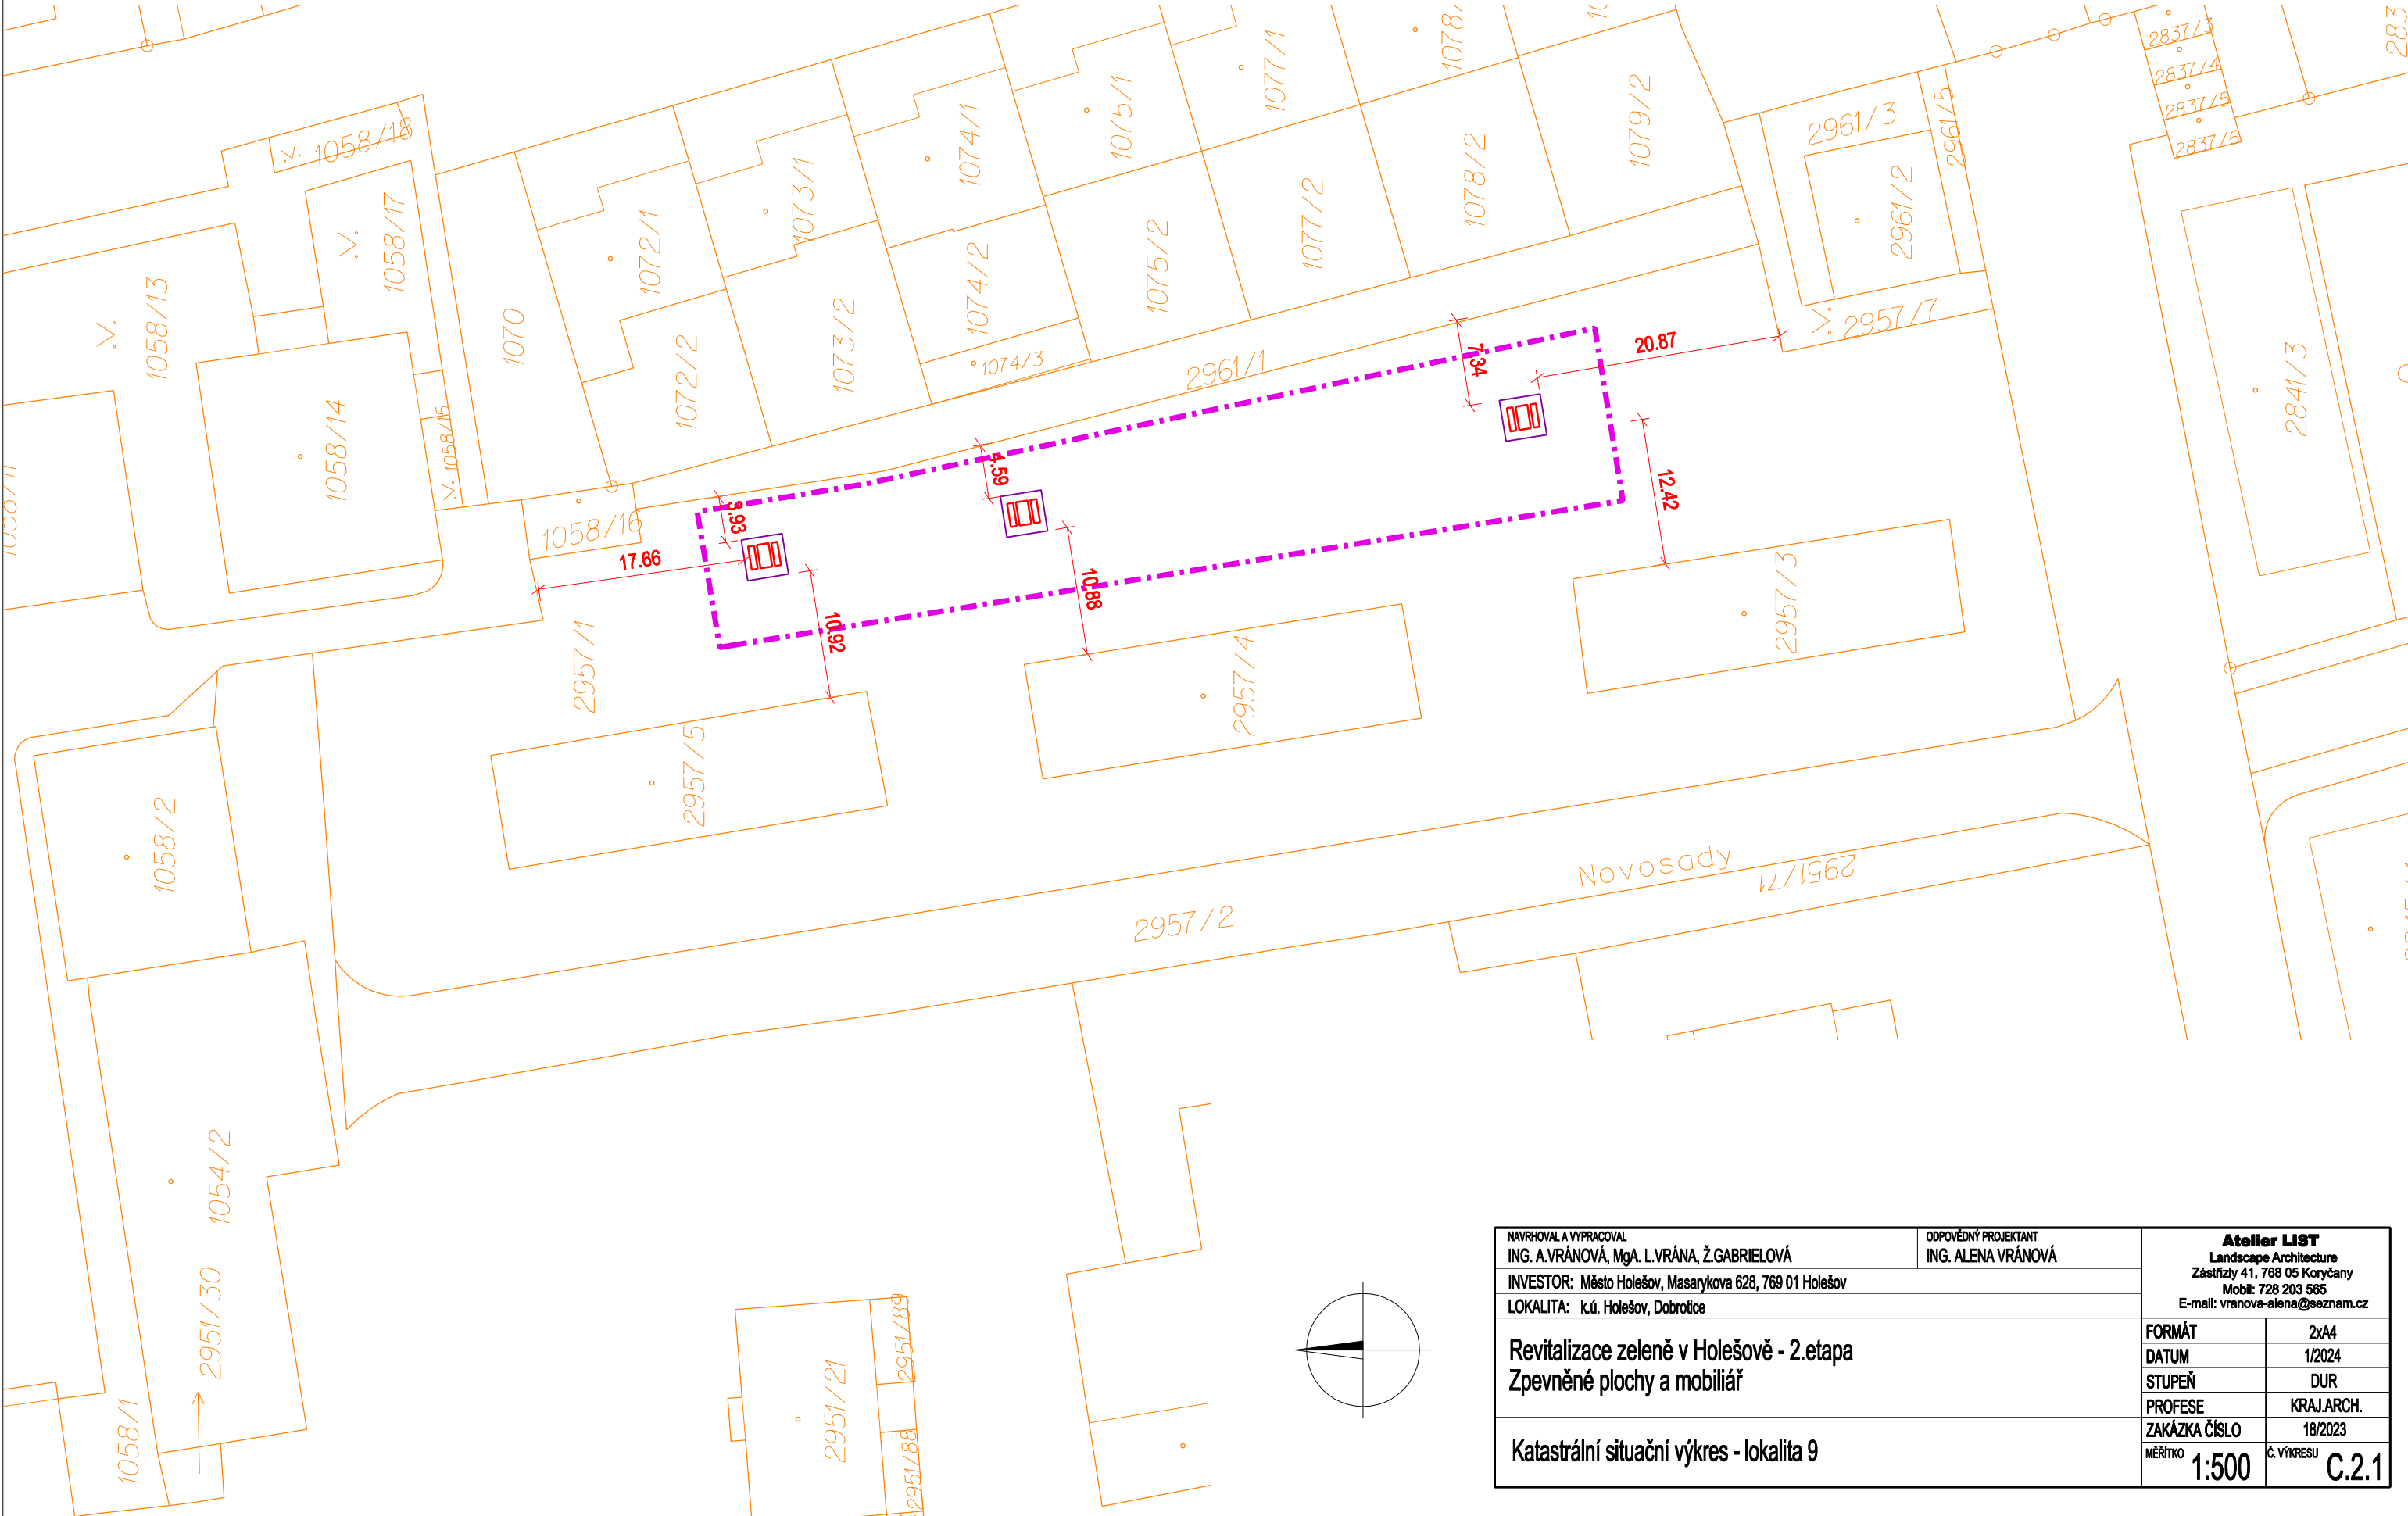 1058/18
1058/17
1058/13
1058/14
1058/15
1058/16
1070
1072/1
1072/2
1073/1
1073/2
1074/1
1074/2
1074/3
1075/1
1075/2
1077/1
1077/2
1078/2
1079/2
2961/3
2961/5
2961/2
2961/1
2957/7
2837/3
2837/4
2837/5
2837/6
2841/3
7.34
20.87
4.59
3.93
12.42
17.66
10.88
10.92
2957/1
2957/3
2957/4
2957/5
1058/2
Novosady
2951/71
2957/2
1054/2
2951/30
1058/1
2951/21
2951/89
2951/88
NAVRHOVAL A VYPRACOVAL
ING. A.VRÁNOVÁ, MgA. L.VRÁNA, Ž.GABRIELOVÁ
ODPOVĚDNÝ PROJEKTANT
ING. ALENA VRÁNOVÁ
INVESTOR: Město Holešov, Masarykova 628, 769 01 Holešov
LOKALITA: k.ú. Holešov, Dobrotice
Revitalizace zeleně v Holešově - 2.etapa
Zpevněné plochy a mobiliář
Katastrální situační výkres - lokalita 9
Atelier LIST
Landscape Architecture
Zástřizly 41, 768 05 Koryčany
Mobil: 728 203 565
E-mail: vranova-alena@seznam.cz
FORMÁT 2xA4
DATUM 1/2024
STUPEŇ DUR
PROFESE KRAJ.ARCH.
ZAKÁZKA ČÍSLO 18/2023
MĚŘÍTKO 1:500
Č. VÝKRESU C.2.1